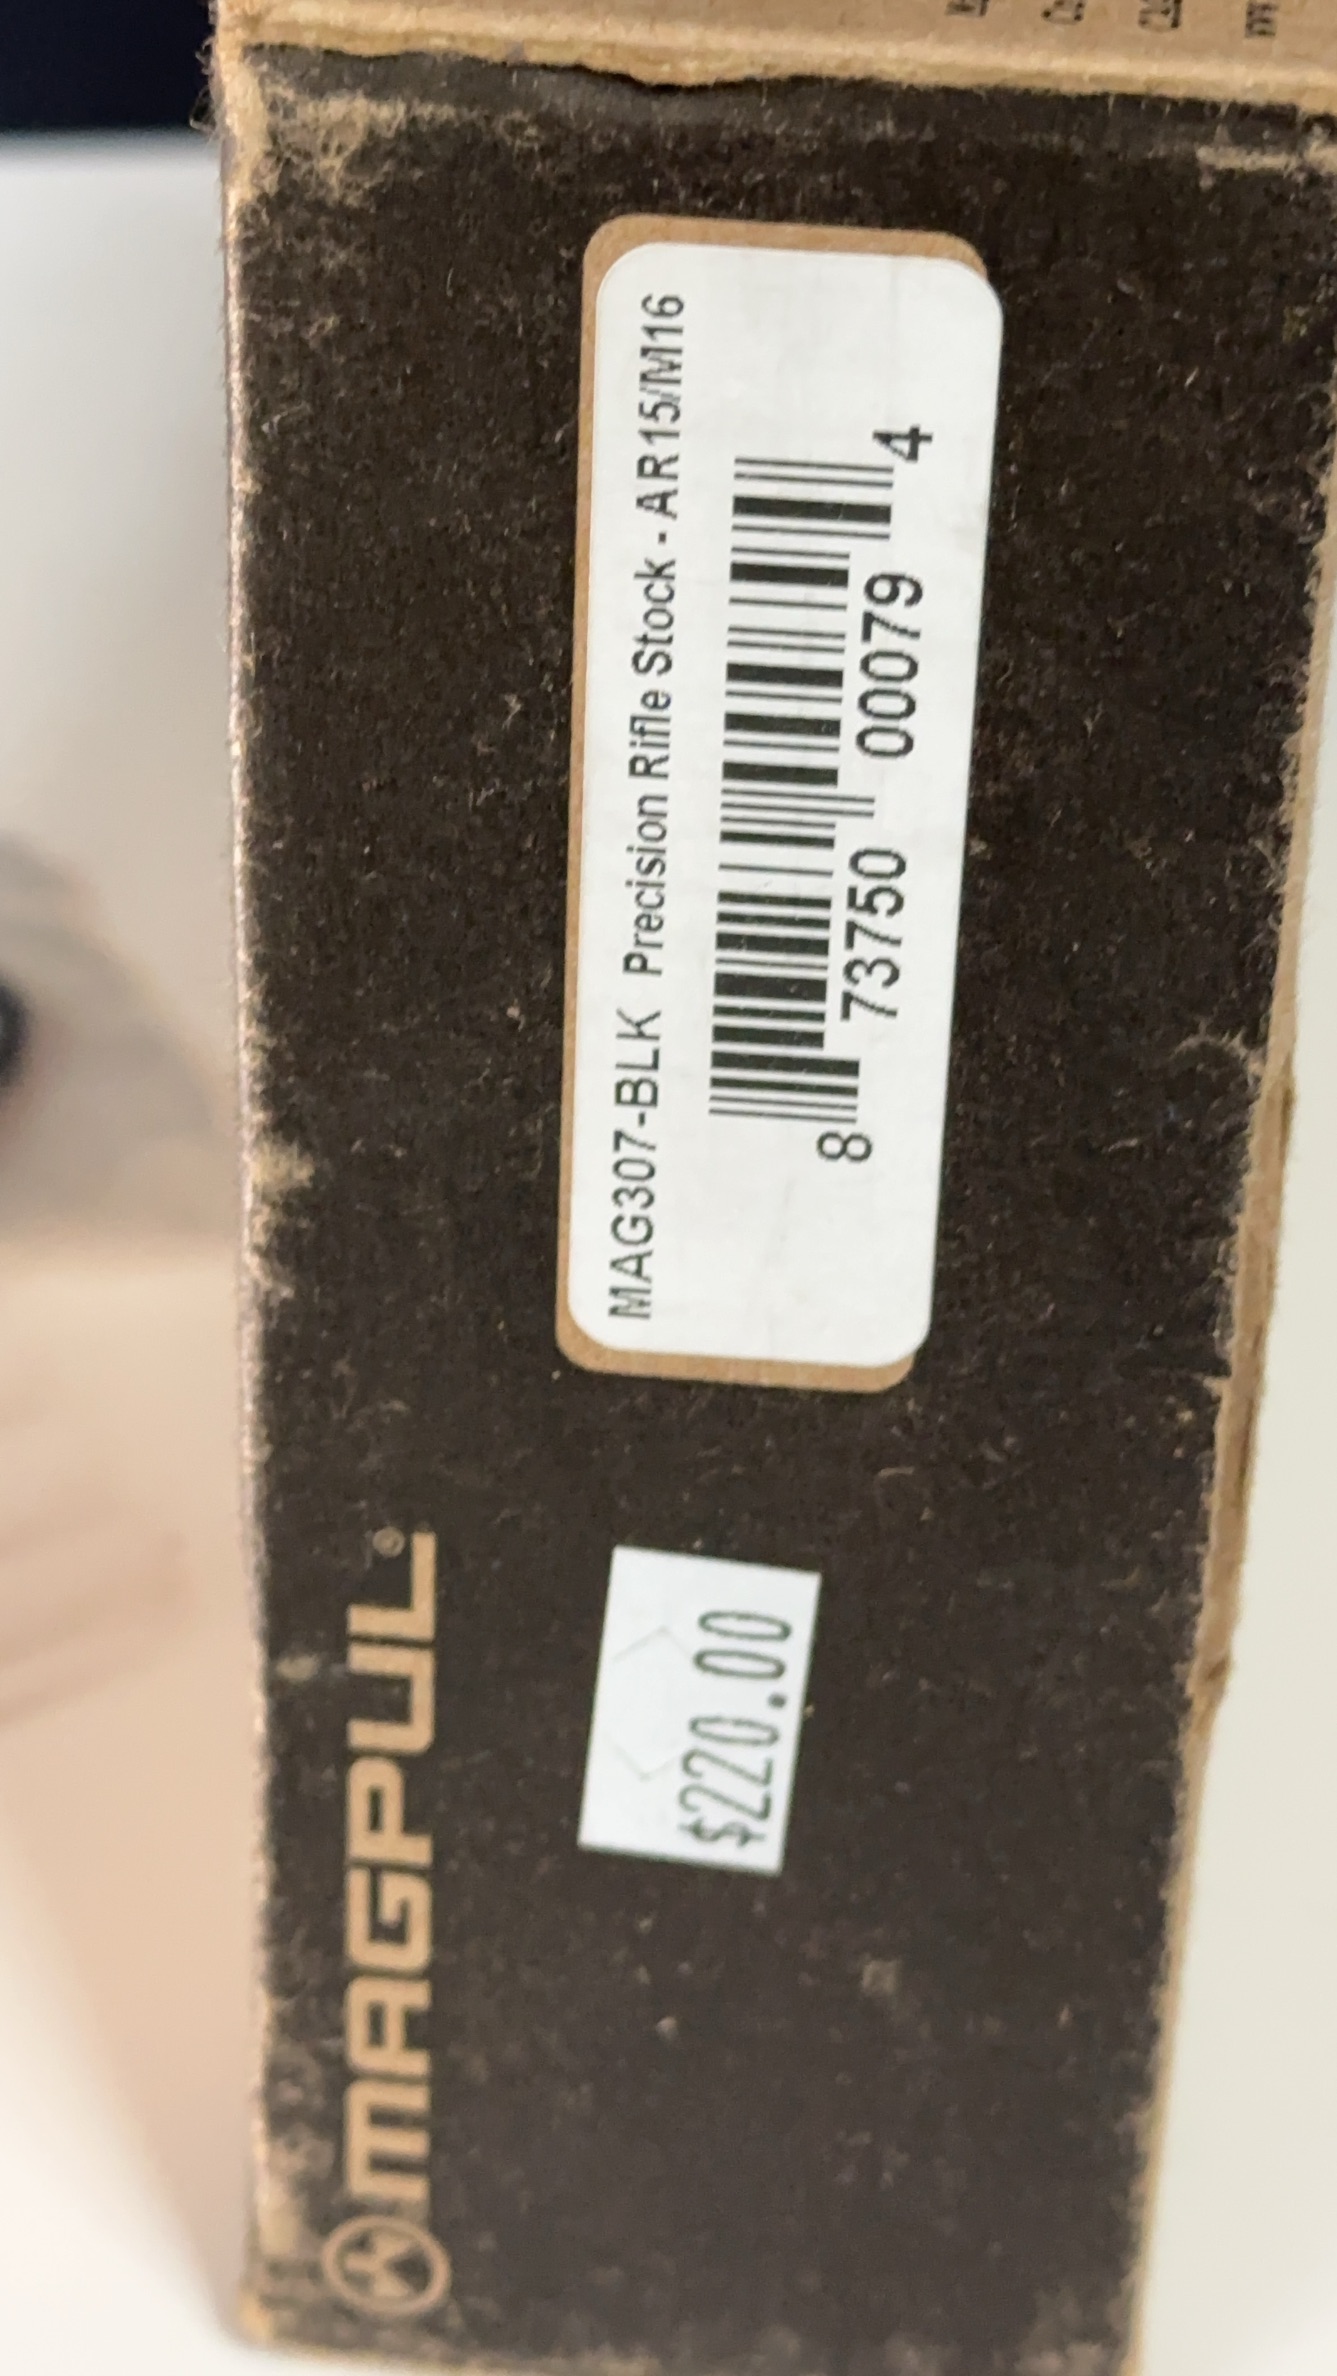 MAG307-BLK Precision Rifle Stock - AR15/M16
8 73750 00079 4
MAGPUL®
$220.00